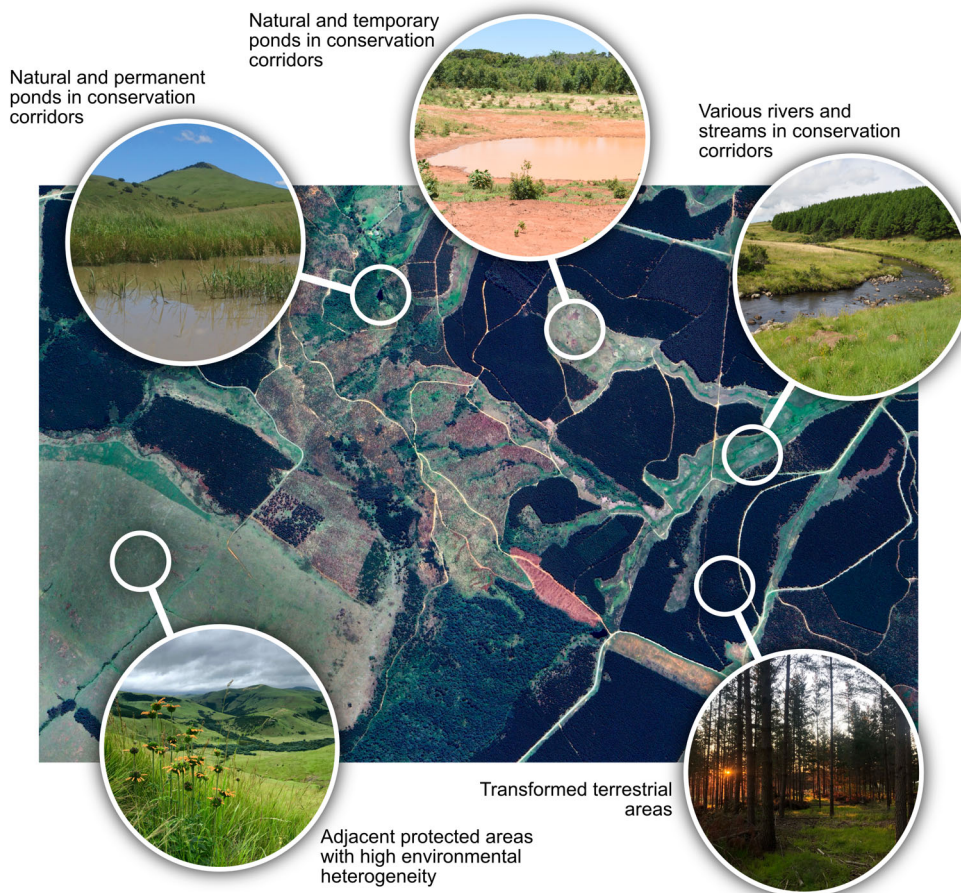 Natural and temporary
ponds in conservation
corridors
Natural and permanent
ponds in conservation
corridors
Various rivers and
streams in conservation
corridors
Transformed terrestrial
areas
Adjacent protected areas
with high environmental
heterogeneity